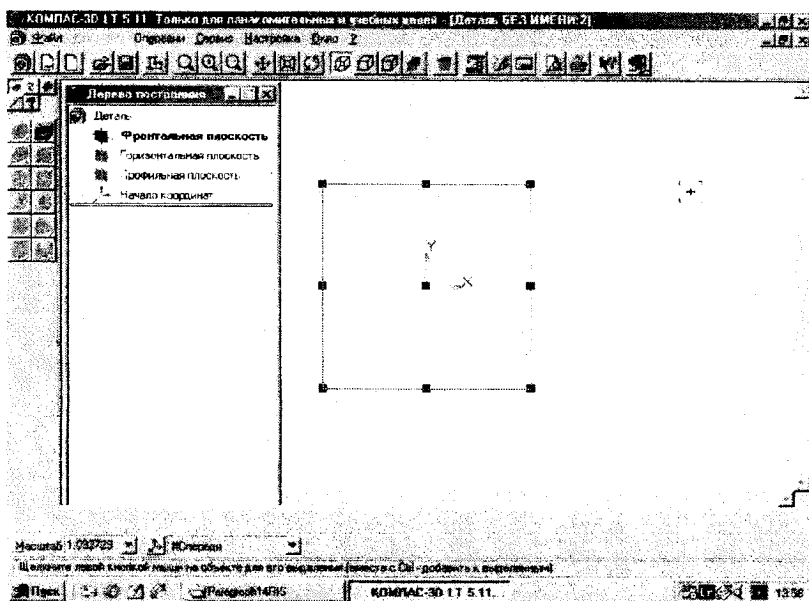 КОМПАС-3D LT 5.11 Только для ознакомительных и учебных целей - [Деталь БЕЗ ИМЕНИ:2]
Файл Операции Сервис Настройка Окно ?
Дерево построения
Деталь
Фронтальная плоскость
Горизонтальная плоскость
Профильная плоскость
Начало координат
Y
X
Масштаб 1.092729 #Спереди
Щелкните левой кнопкой мыши на объекте для его выделения (вместе с Ctrl - добавить к выделенным)
Пуск КОМПАС-3D LT 5.11... 13:58